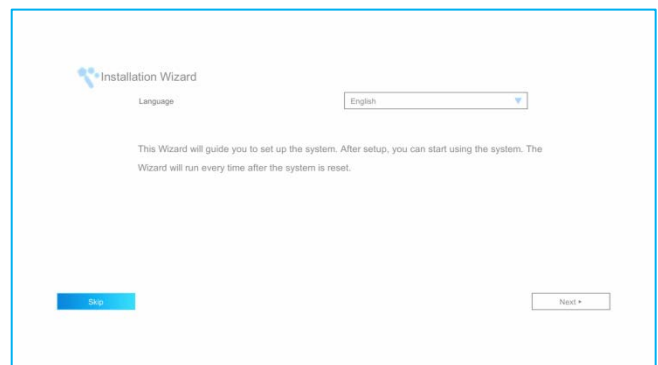 Installation Wizard
Language
English
This Wizard will guide you to set up the system. After setup, you can start using the system. The
Wizard will run every time after the system is reset.
Skip
Next